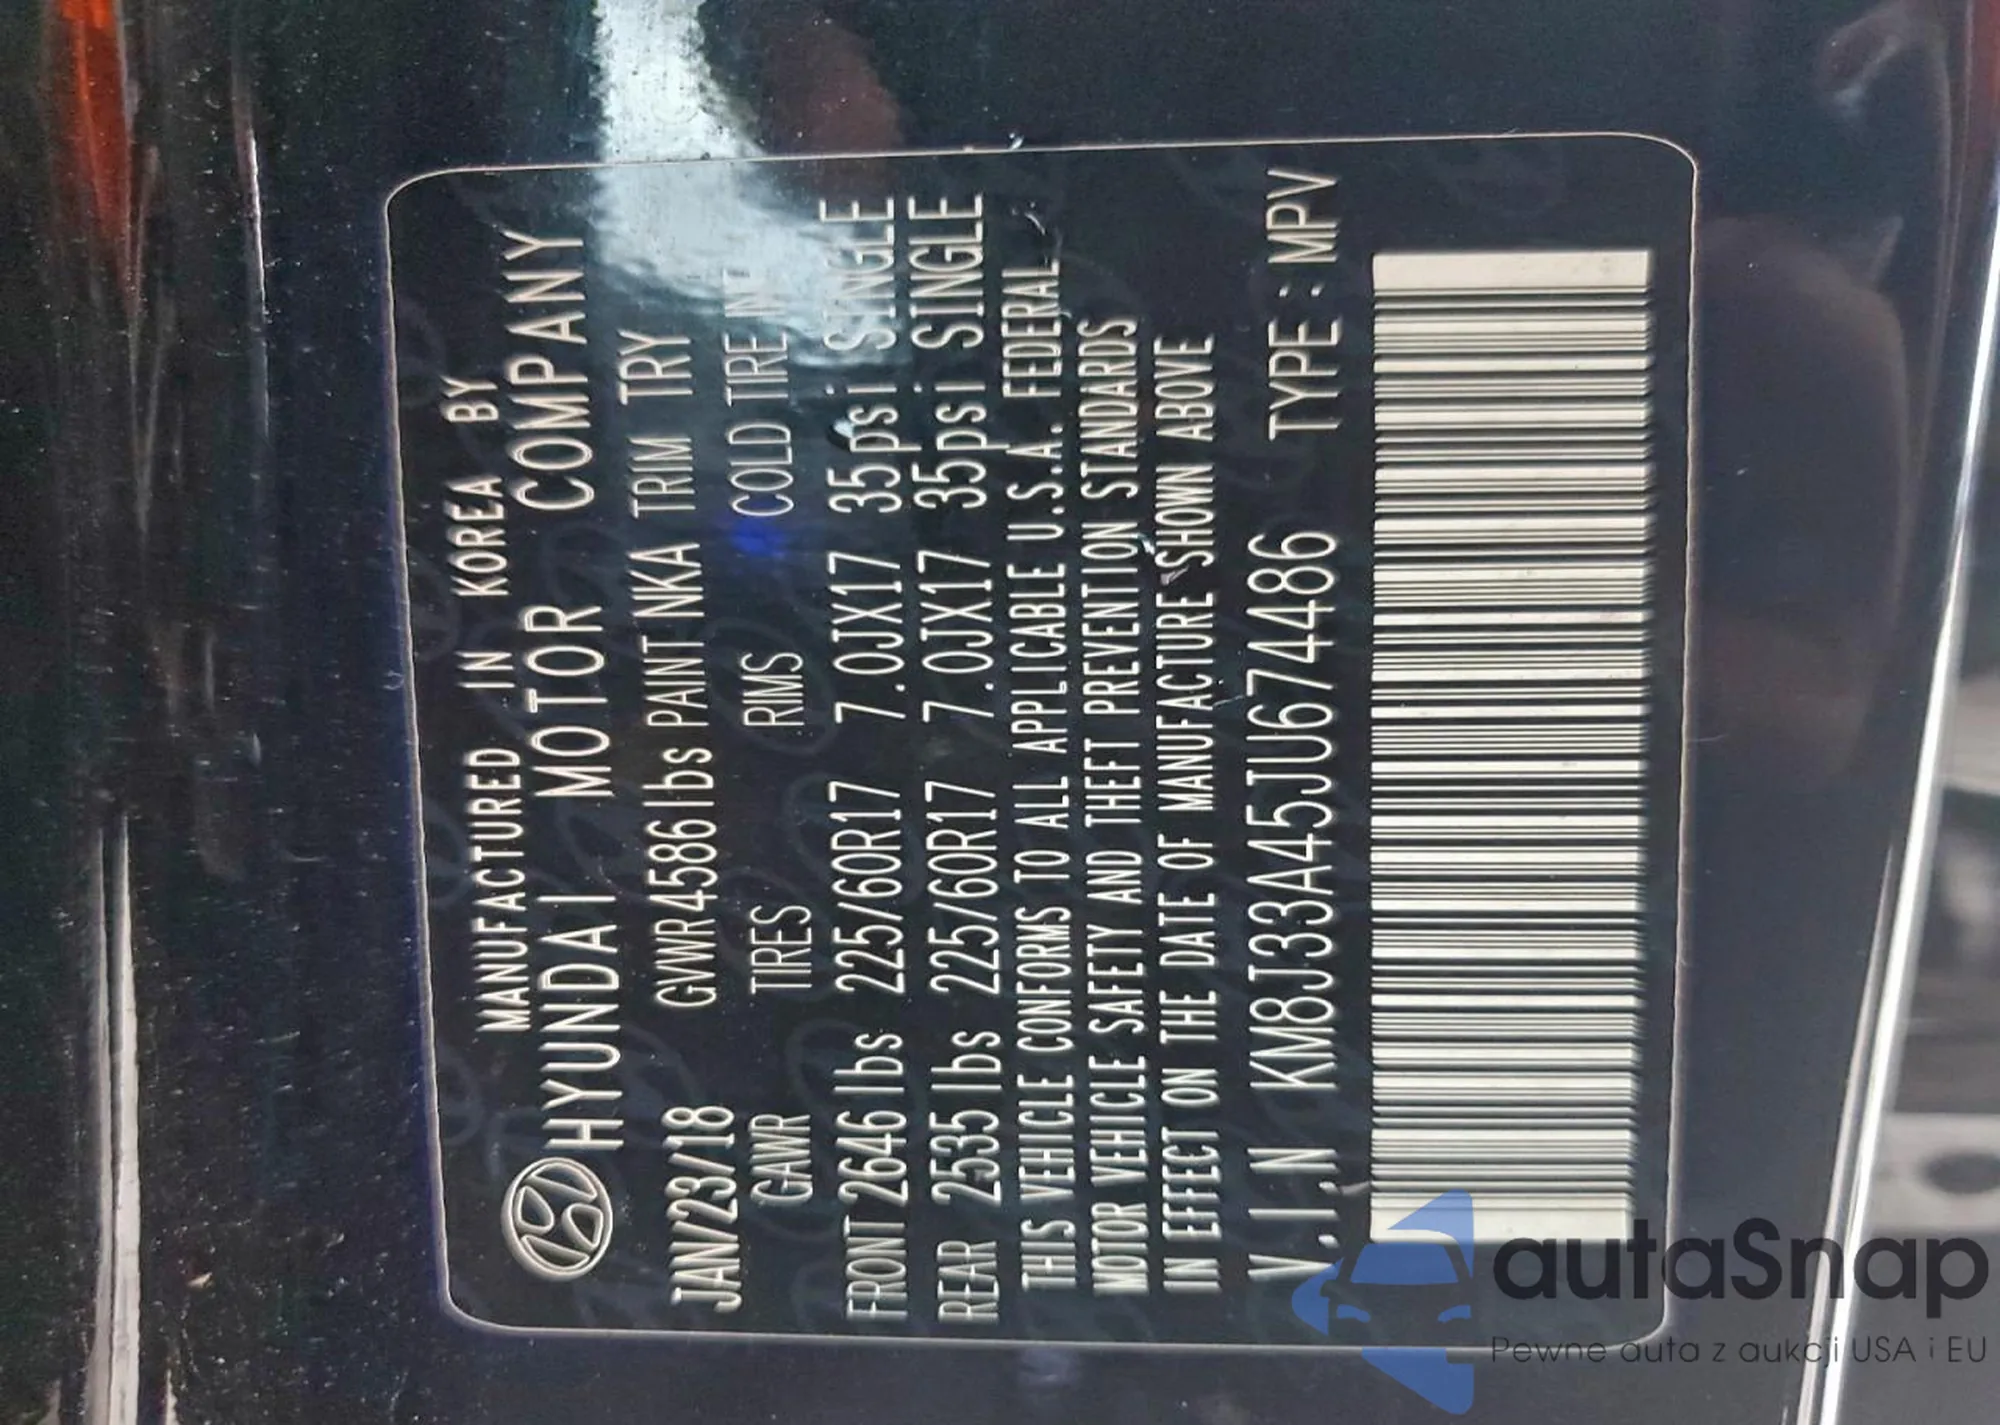 MANUFACTURED IN KOREA BY
HYUNDAI MOTOR COMPANY
JAN/23/18 GVWR4586lbs PAINT NKA TRIM TRY
GAWR TIRES RIMS COLD TIRE
FRONT 2646 lbs 225/60R17 7.0JX17 35psi SINGLE
REAR 2535 lbs 225/60R17 7.0JX17 35psi SINGLE
THIS VEHICLE CONFORMS TO ALL APPLICABLE U.S.A. FEDERAL
MOTOR VEHICLE SAFETY AND THEFT PREVENTION STANDARDS
IN EFFECT ON THE DATE OF MANUFACTURE SHOWN ABOVE
V.I.N KM8J33A45JU674486 TYPE : MPV
autaSnap
Pewne auta z aukcji USA i EU